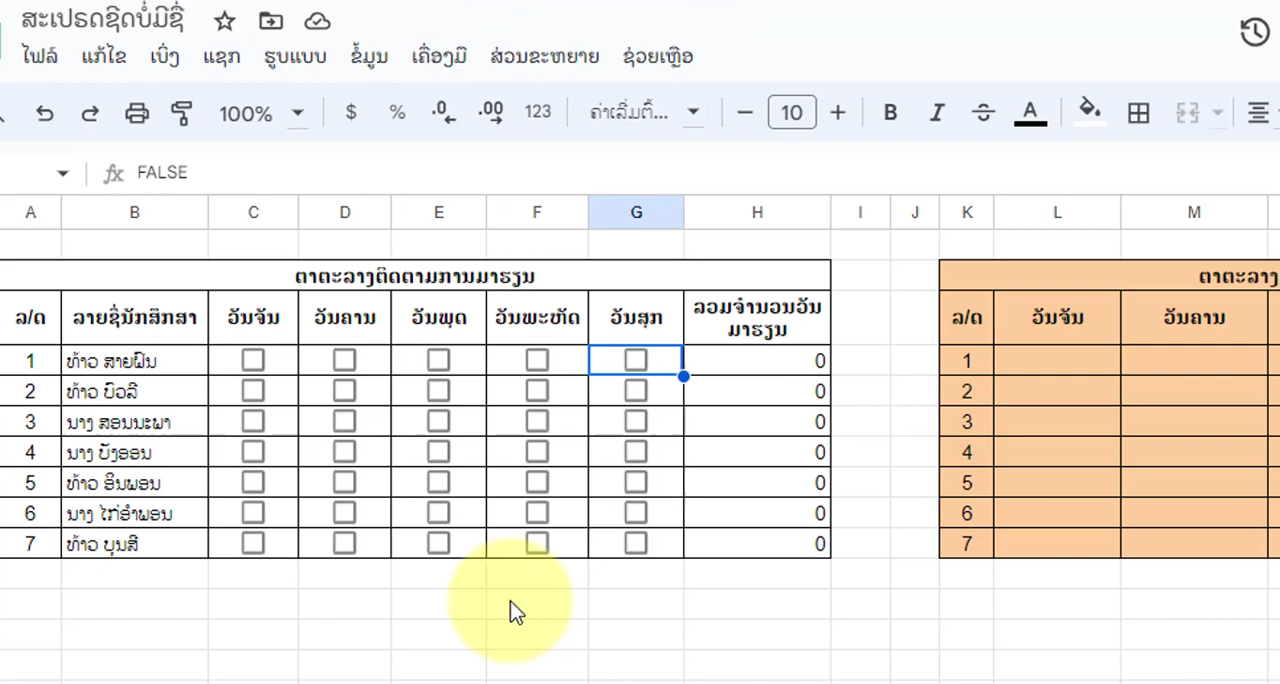 ສະເປຣດຊີດບໍ່ມີຊື່
ໄຟລ໌ ແກ້ໄຂ ເບິ່ງ ແຊກ ຮູບແບບ ຂໍ້ມູນ ເຄື່ອງມື ສ່ວນຂະຫຍາຍ ຊ່ວຍເຫຼືອ
100% $ % .0 .00 123 ຄ່າເລີ່ມຕົ້... 10 B I S A
fx FALSE
A B C D E F G H I J K L M
ຕາຕະລາງຕິດຕາມການມາຮຽນ ຕາຕະລາງ
ລ/ດ ລາຍຊື່ນັກສຶກສາ ວັນຈັນ ວັນຄານ ວັນພຸດ ວັນພະຫັດ ວັນສຸກ ລວມຈຳນວນວັນ ລ/ດ ວັນຈັນ ວັນຄານ
ມາຮຽນ
1 ທ້າວ ສາຍຝົນ 0 1
2 ທ້າວ ບົວລີ 0 2
3 ນາງ ສອນນະພາ 0 3
4 ນາງ ບັງອອນ 0 4
5 ທ້າວ ອິນພອນ 0 5
6 ນາງ ໄກ່ອຳພອນ 0 6
7 ທ້າວ ບຸນສີ 0 7